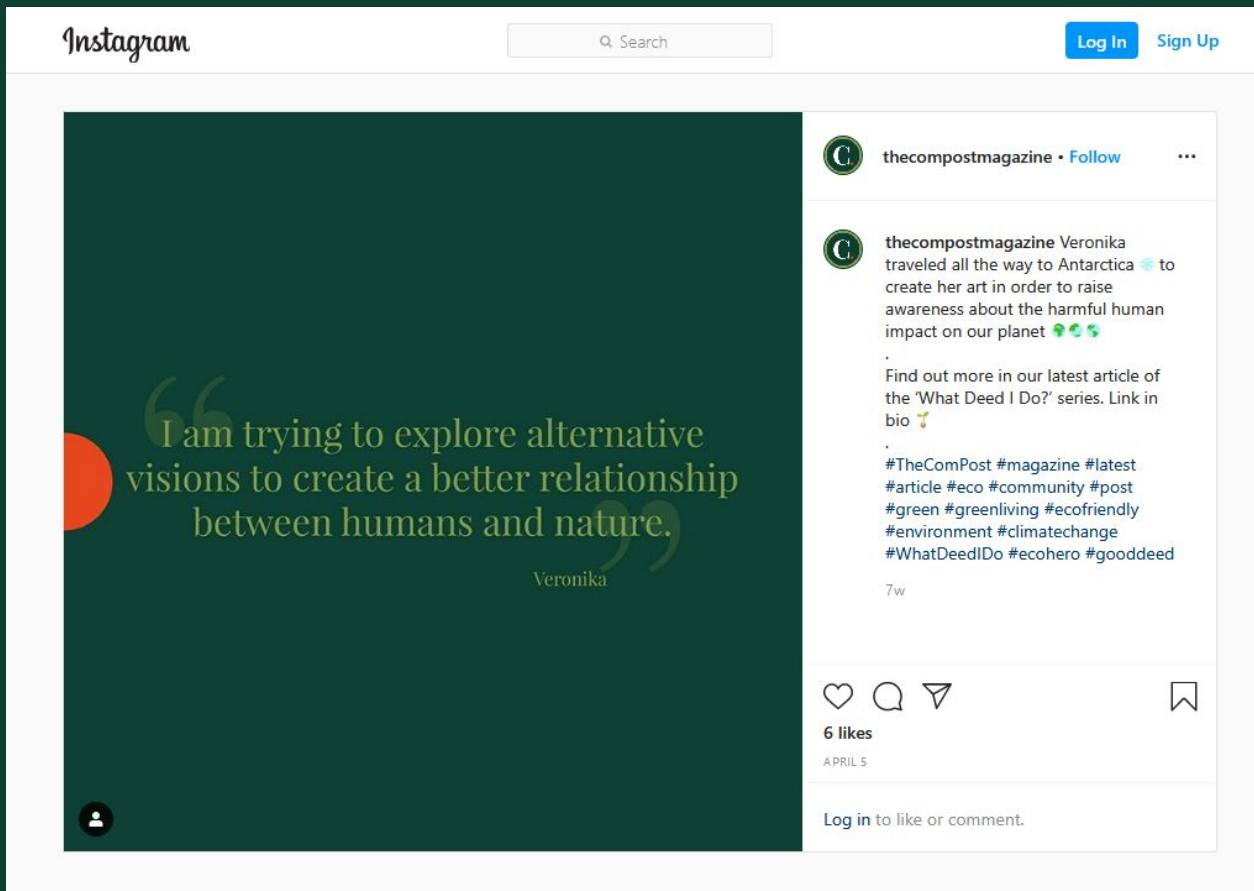 Instagram
Search
Log In
Sign Up
“
I am trying to explore alternative
visions to create a better relationship
between humans and nature.
”
Veronika
C.
thecompostmagazine • Follow
C.
thecompostmagazine Veronika
traveled all the way to Antarctica ❄️ to
create her art in order to raise
awareness about the harmful human
impact on our planet 🌍🌏🌎
.
Find out more in our latest article of
the ‘What Deed I Do?’ series. Link in
bio 🌱
.
#TheComPost #magazine #latest
#article #eco #community #post
#green #greenliving #ecofriendly
#environment #climatechange
#WhatDeedIDo #ecohero #gooddeed
7w
6 likes
APRIL 5
Log in to like or comment.